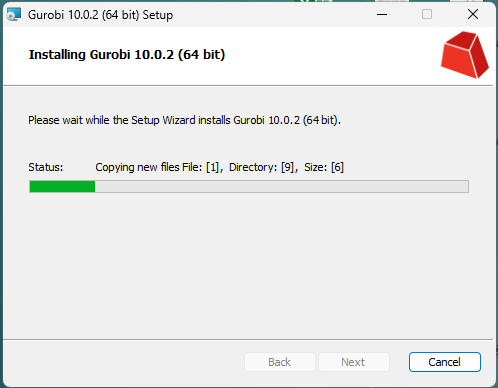 Gurobi 10.0.2 (64 bit) Setup
Installing Gurobi 10.0.2 (64 bit)
Please wait while the Setup Wizard installs Gurobi 10.0.2 (64 bit).
Status: Copying new files File: [1], Directory: [9], Size: [6]
Back Next Cancel